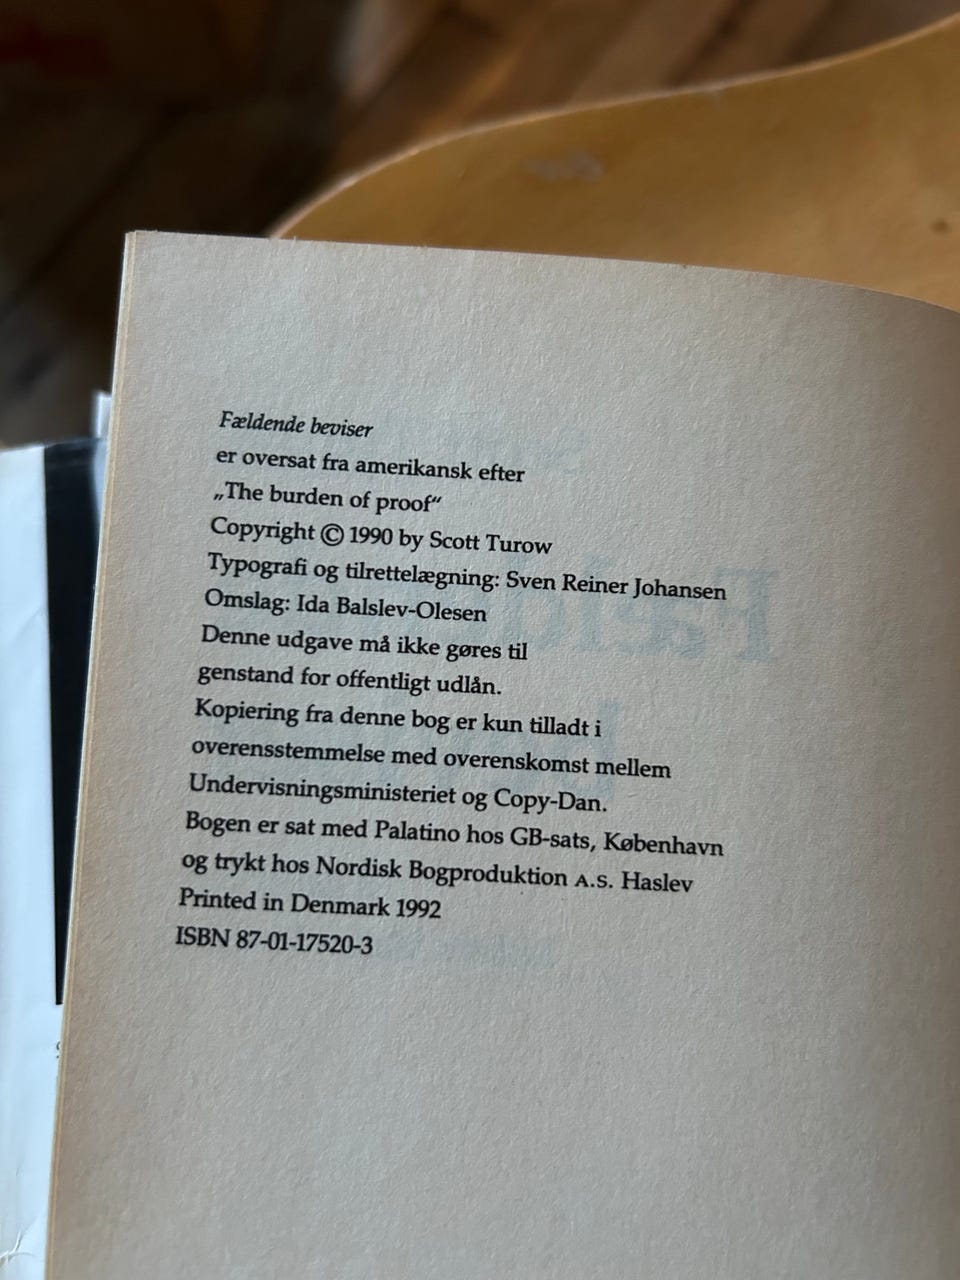 Fældende beviser
er oversat fra amerikansk efter
„The burden of proof“
Copyright © 1990 by Scott Turow
Typografi og tilrettelægning: Sven Reiner Johansen
Omslag: Ida Balslev-Olesen
Denne udgave må ikke gøres til
genstand for offentligt udlån.
Kopiering fra denne bog er kun tilladt i
overensstemmelse med overenskomst mellem
Undervisningsministeriet og Copy-Dan.
Bogen er sat med Palatino hos GB-sats, København
og trykt hos Nordisk Bogproduktion A.S. Haslev
Printed in Denmark 1992
ISBN 87-01-17520-3